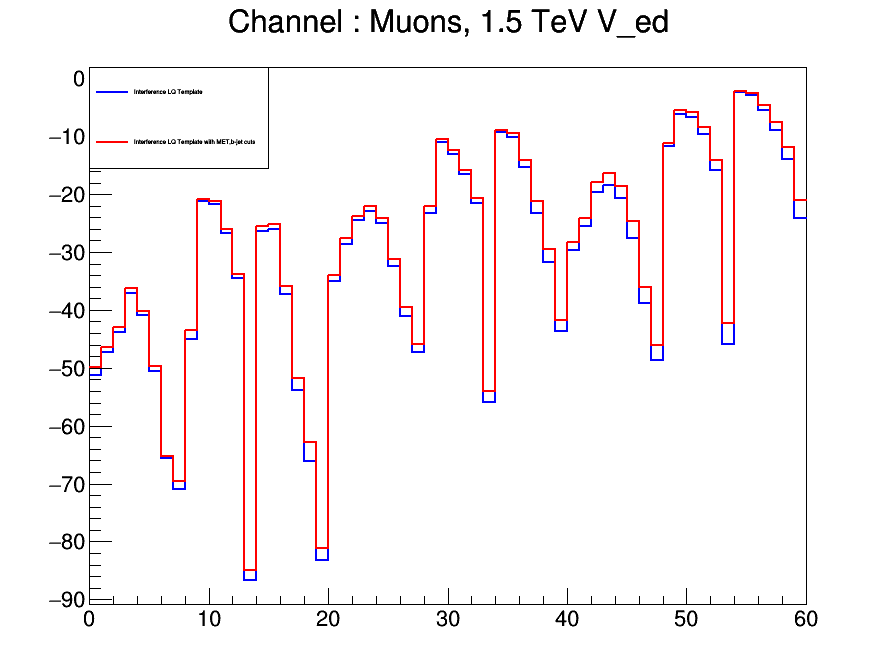 Channel : Muons, 1.5 TeV V_ed
Interference LQ Template
Interference LQ Template with MET,b-jet cuts
0
−10
−20
−30
−40
−50
−60
−70
−80
−90
0 10 20 30 40 50 60